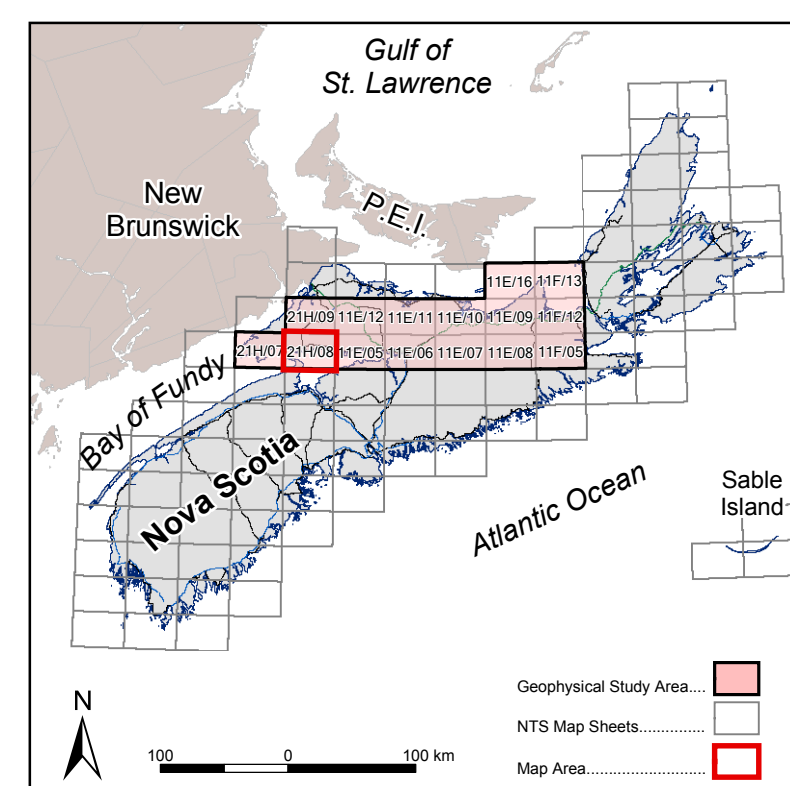 Gulf of
St. Lawrence
New
Brunswick
P.E.I.
11E/16 11F/13
21H/09 11E/12 11E/11 11E/10 11E/09 11F/12
21H/07 21H/08 11E/05 11E/06 11E/07 11E/08 11F/05
Bay of Fundy
Nova Scotia
Atlantic Ocean
Sable
Island
N
100 0 100 km
Geophysical Study Area....
NTS Map Sheets...............
Map Area..........................